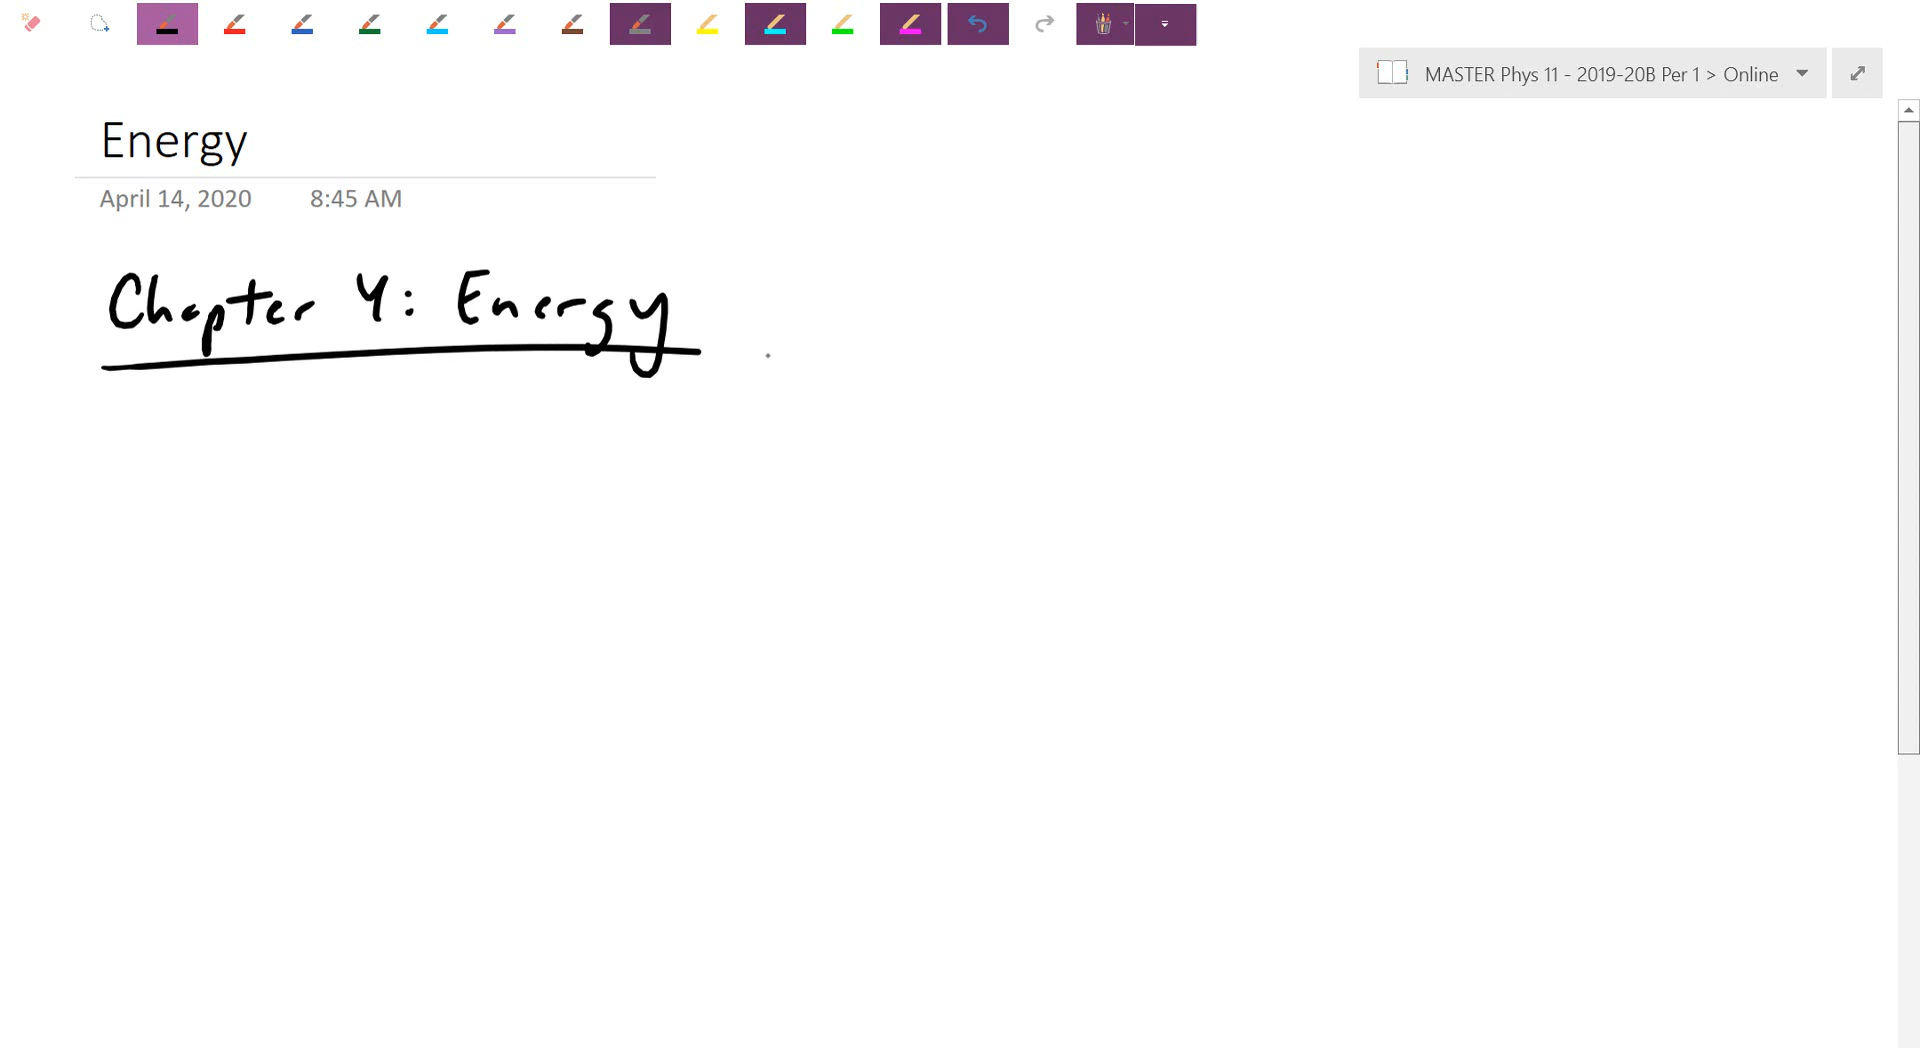 MASTER Phys 11 - 2019-20B Per 1 > Online
Energy
April 14, 2020 8:45 AM
Chapter 4: Energy